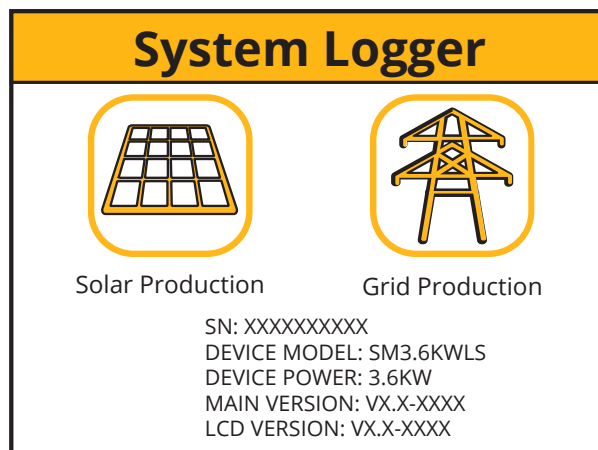 System Logger
Solar Production
Grid Production
SN: XXXXXXXXXX
DEVICE MODEL: SM3.6KWLS
DEVICE POWER: 3.6KW
MAIN VERSION: VX.X-XXXX
LCD VERSION: VX.X-XXXX